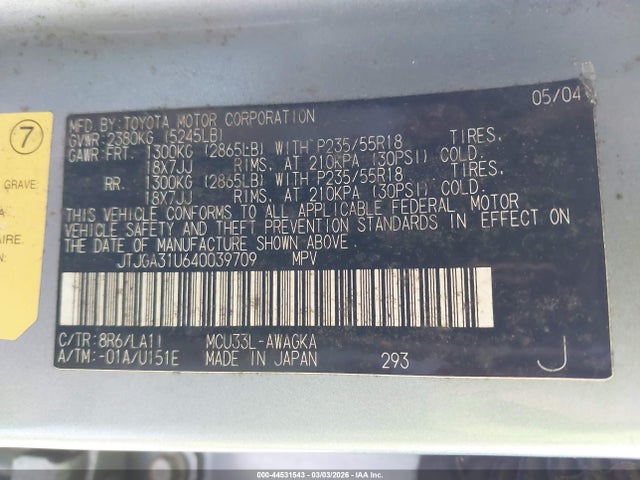 05/04
MFD.BY:TOYOTA MOTOR CORPORATION
GVWR:2380KG (5245LB)
GAWR:FRT. 1300KG (2865LB) WITH P235/55R18 TIRES,
18X7JJ RIMS, AT 210KPA (30PSI) COLD.
RR. 1300KG (2865LB) WITH P235/55R18 TIRES,
18X7JJ RIMS, AT 210KPA (30PSI) COLD.
THIS VEHICLE CONFORMS TO ALL APPLICABLE FEDERAL MOTOR
VEHICLE SAFETY AND THEFT PREVENTION STANDARDS IN EFFECT ON
THE DATE OF MANUFACTURE SHOWN ABOVE.
JTJGA31U640039709 MPV
C/TR:8R6/LA11 MCU33L-AWAGKA
A/TM:-01A/U151E MADE IN JAPAN 293 J
7
GRAVE.
000-44531543 - 03/03/2026 - IAAI.CA